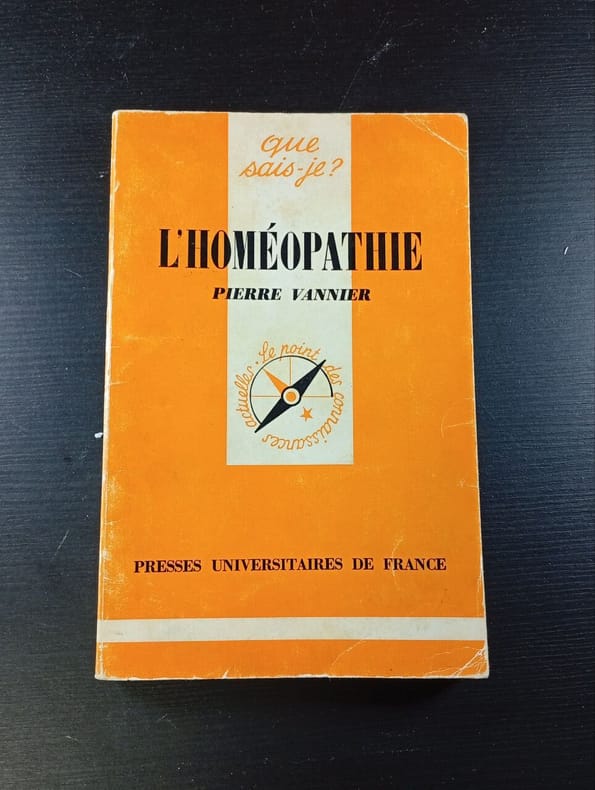 que
sais-je?
L'HOMÉOPATHIE
PIERRE VANNIER
Le point des connaissances actuelles.
PRESSES UNIVERSITAIRES DE FRANCE